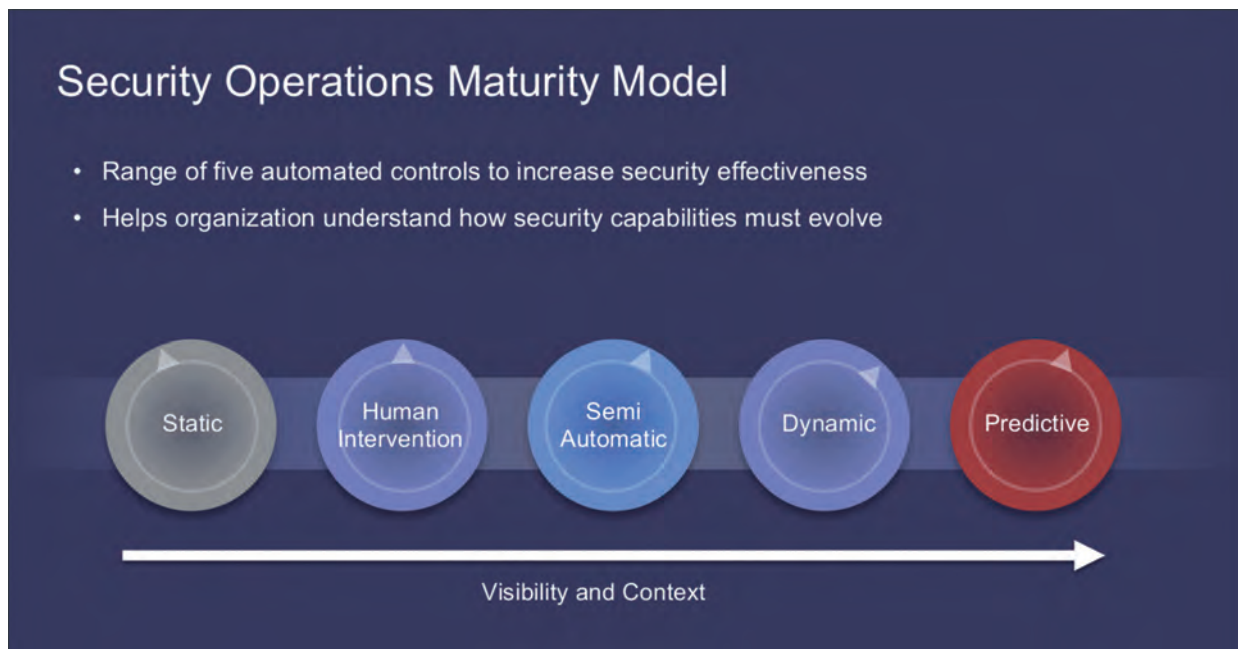 Security Operations Maturity Model
• Range of five automated controls to increase security effectiveness
• Helps organization understand how security capabilities must evolve
Static
Human
Intervention
Semi
Automatic
Dynamic
Predictive
Visibility and Context